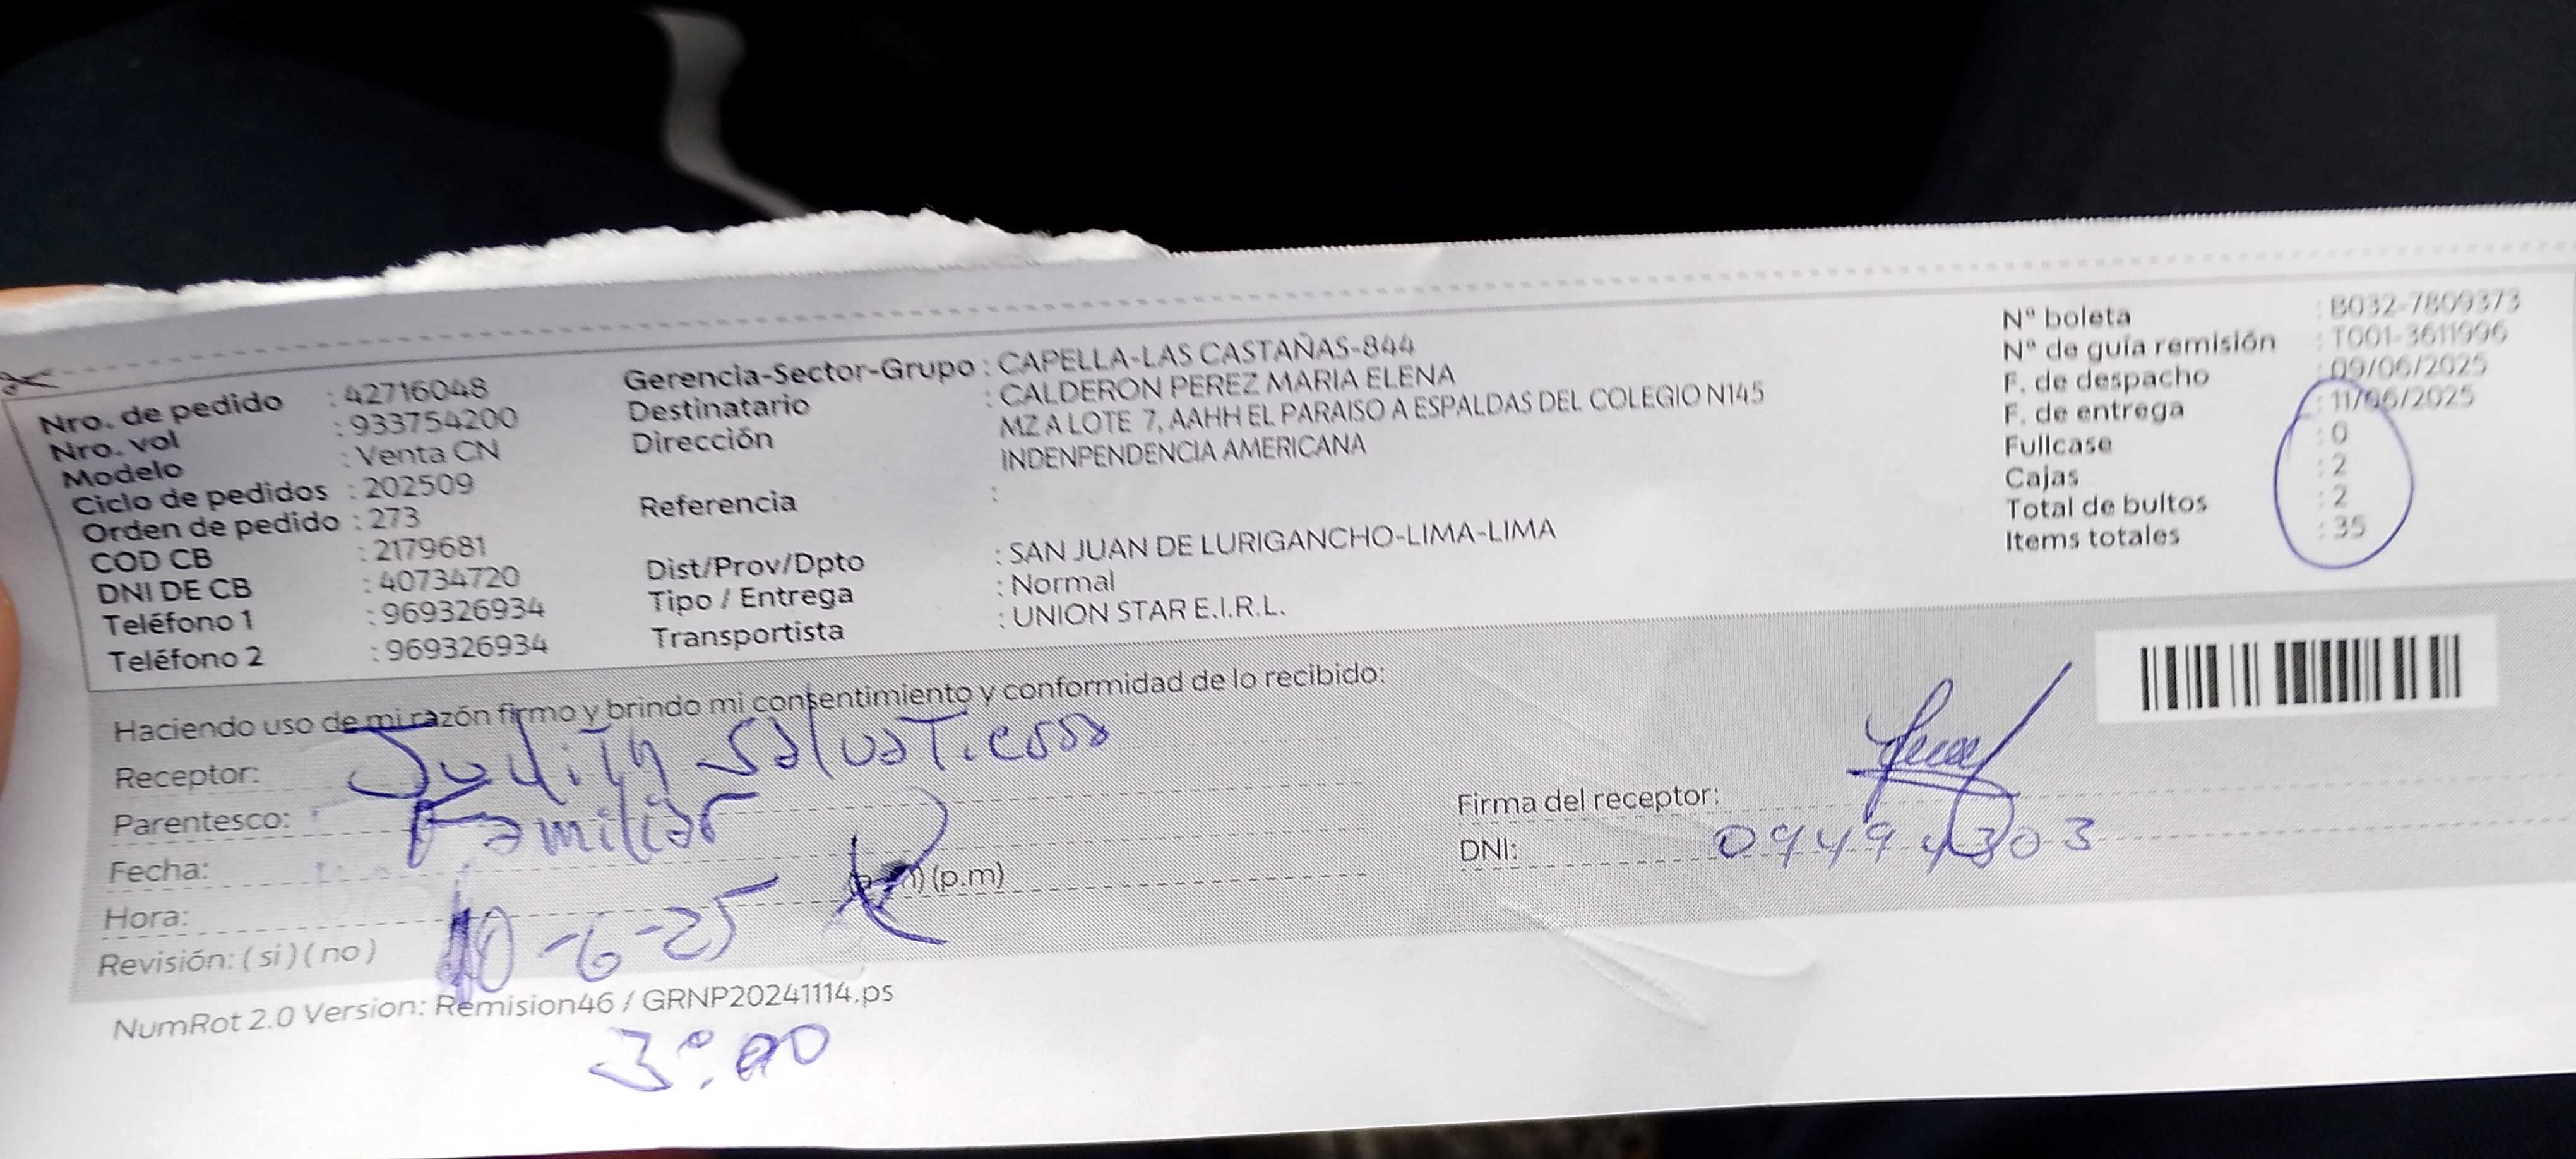 Nro. de pedido : 42716048
Nro. vol : 933754200
Modelo : Venta CN
Ciclo de pedidos : 202509
Orden de pedido : 273
COD CB : 2179681
DNI DE CB : 40734720
Teléfono 1 : 969326934
Teléfono 2 : 969326934
Gerencia-Sector-Grupo : CAPELLA-LAS CASTAÑAS-844
Destinatario : CALDERON PEREZ MARIA ELENA
Dirección MZ A LOTE 7, AAHH EL PARAISO A ESPALDAS DEL COLEGIO N145
INDENPENDENCIA AMERICANA
Referencia :
Dist/Prov/Dpto : SAN JUAN DE LURIGANCHO-LIMA-LIMA
Tipo / Entrega : Normal
Transportista : UNION STAR E.I.R.L.
Nº boleta : B032-7809373
Nº de guía remisión : T001-3611996
F. de despacho : 09/06/2025
F. de entrega : 11/06/2025
Fullcase : 0
Cajas : 2
Total de bultos : 2
Items totales : 35
Haciendo uso de mi razón firmo y brindo mi consentimiento y conformidad de lo recibido:
Receptor: Judith
Parentesco: Familiar
Fecha: 10-6-25
Hora: (p.m)
Revisión: ( si ) ( no )
Firma del receptor:
DNI: 09494303
NumRot 2.0 Version: Remision46 / GRNP20241114.ps
3:00